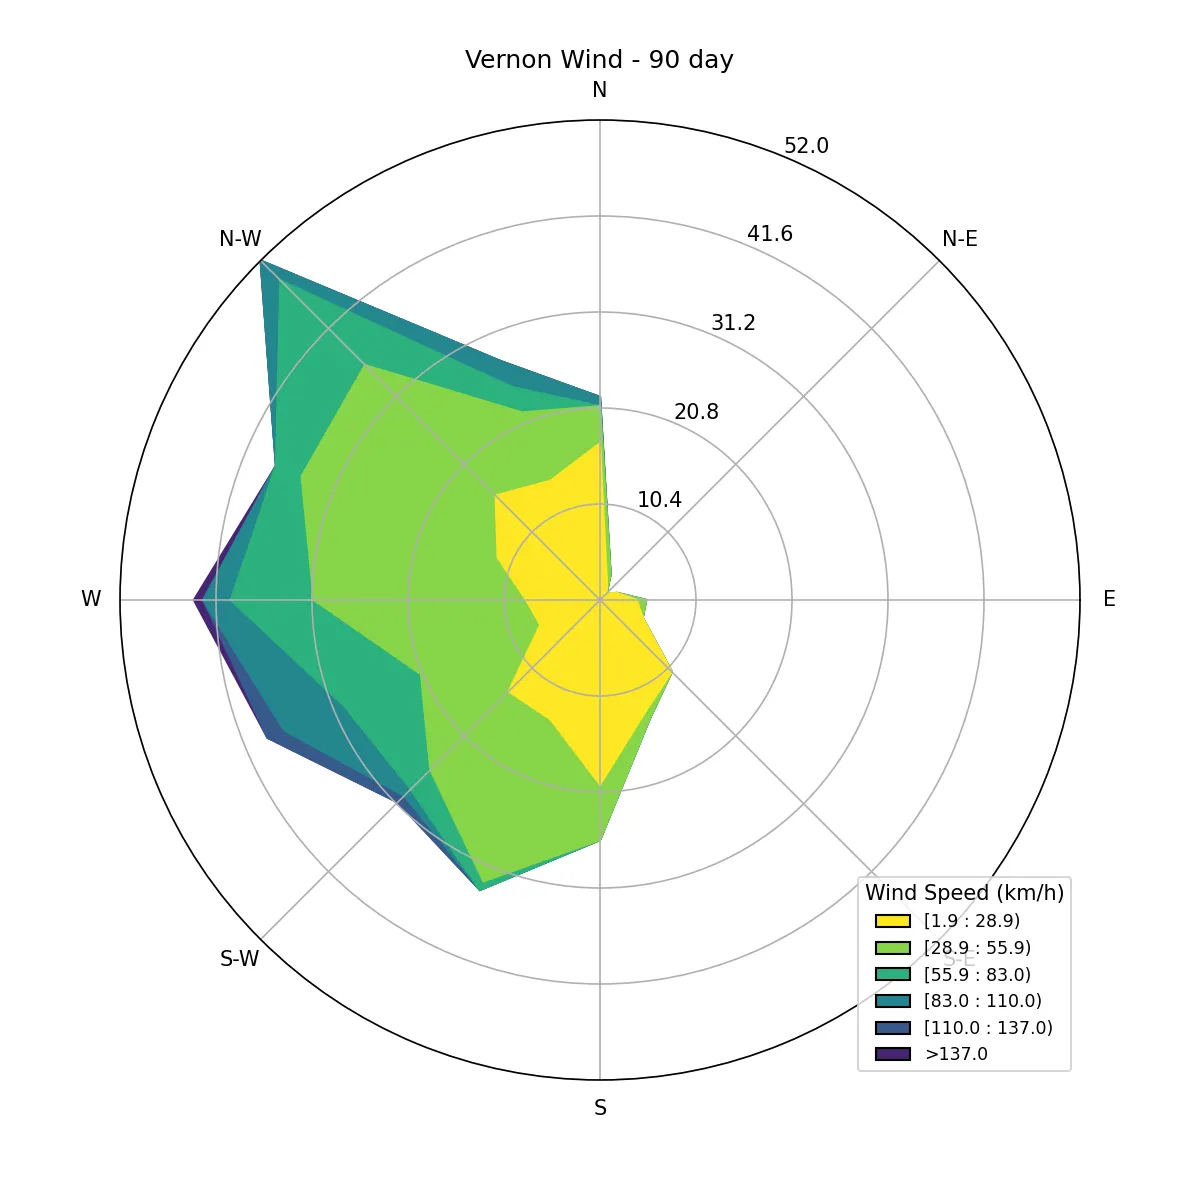 Vernon Wind - 90 day
N
52.0
41.6
N-W
N-E
31.2
20.8
10.4
W
E
Wind Speed (km/h)
[1.9 : 28.9)
[28.9 : 55.9)
S-W
S-E
[55.9 : 83.0)
[83.0 : 110.0)
[110.0 : 137.0)
>137.0
S